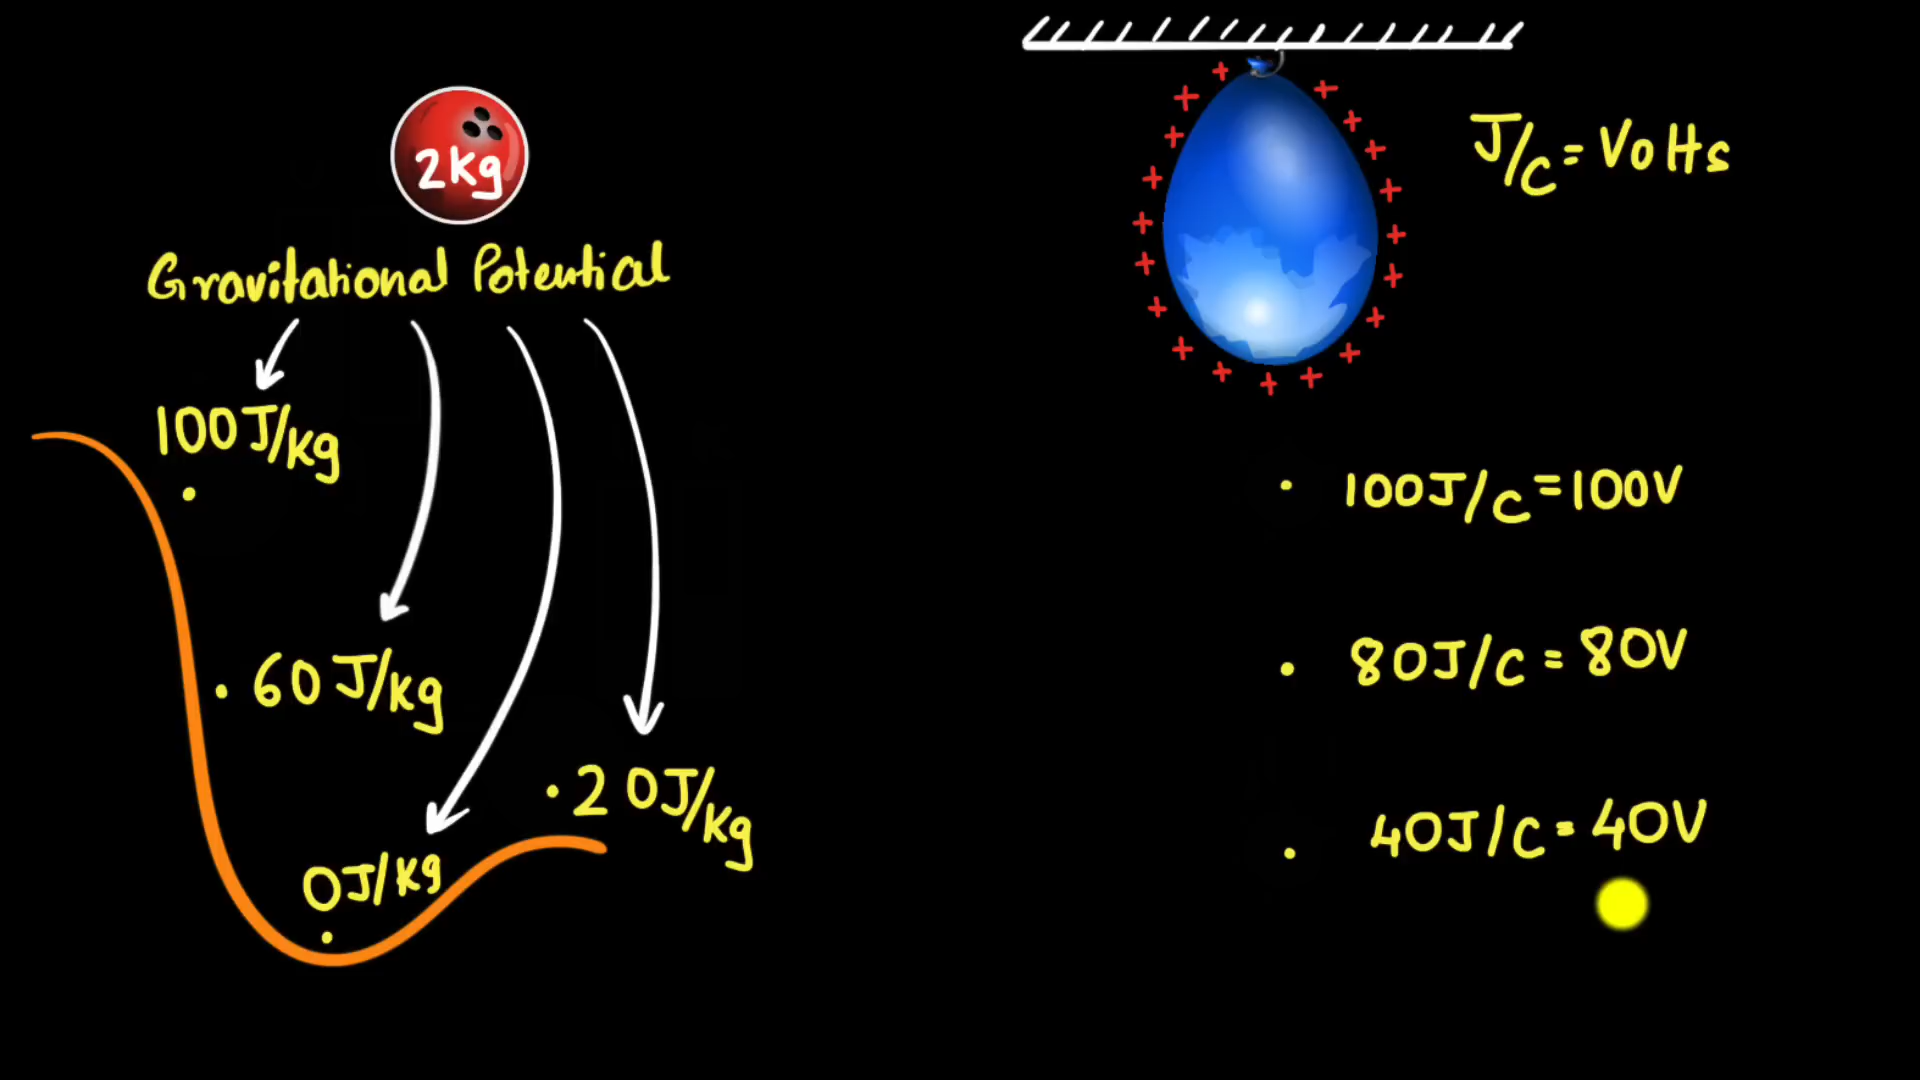 2kg
Gravitational Potential
100J/kg
60J/kg
0J/kg
20J/kg
J/C = Volts
100J/C = 100V
80J/C = 80V
40J/C = 40V